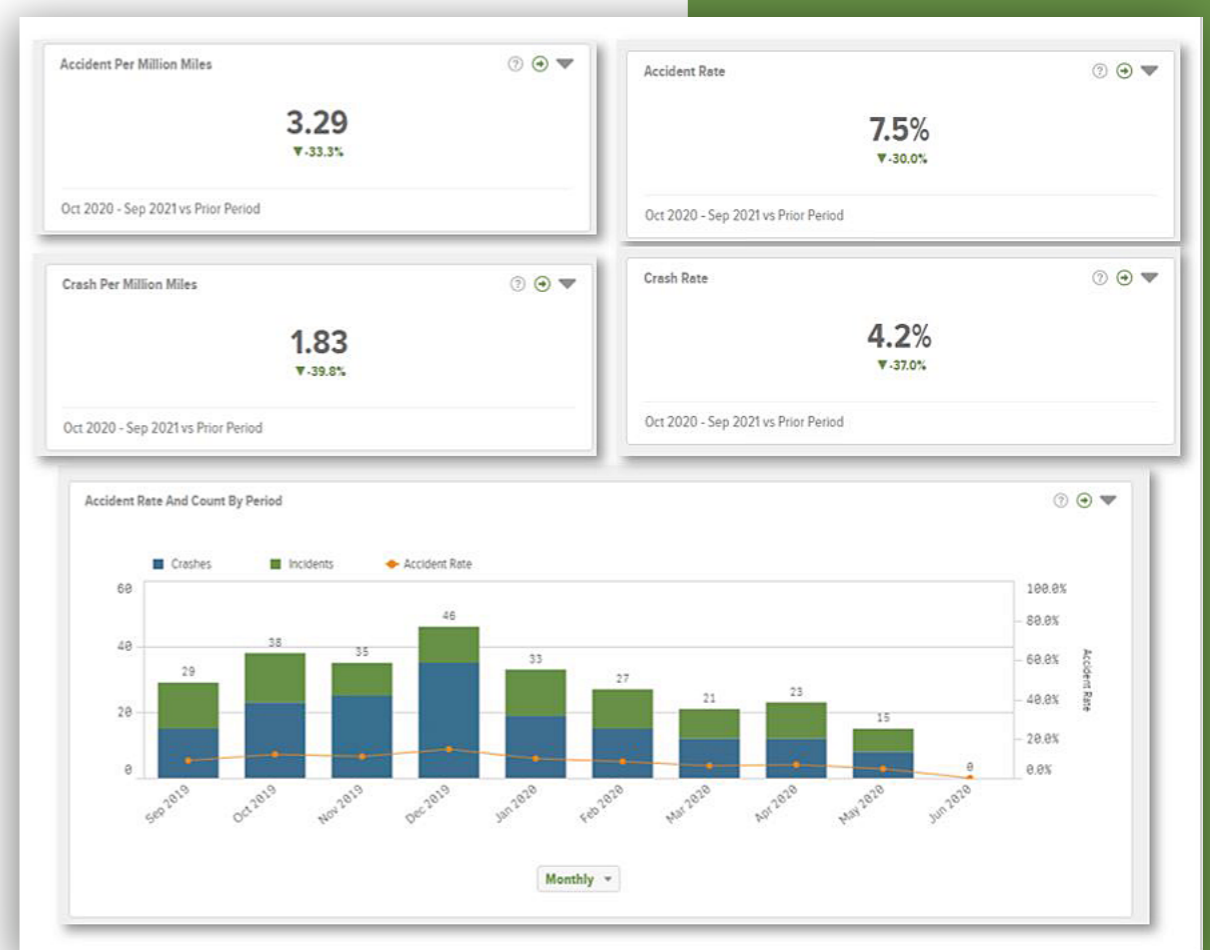 Accident Per Million Miles
3.29
▼-33.3%
Oct 2020 - Sep 2021 vs Prior Period
Accident Rate
7.5%
▼-30.0%
Oct 2020 - Sep 2021 vs Prior Period
Crash Per Million Miles
1.83
▼-39.8%
Oct 2020 - Sep 2021 vs Prior Period
Crash Rate
4.2%
▼-37.0%
Oct 2020 - Sep 2021 vs Prior Period
Accident Rate And Count By Period
Crashes Incidents Accident Rate
60
40
20
0
29 38 35 46 33 27 21 23 15 0
100.0%
80.0%
60.0%
40.0%
20.0%
0.0%
Accident Rate
Sep 2019 Oct 2019 Nov 2019 Dec 2019 Jan 2020 Feb 2020 Mar 2020 Apr 2020 May 2020 Jun 2020
Monthly